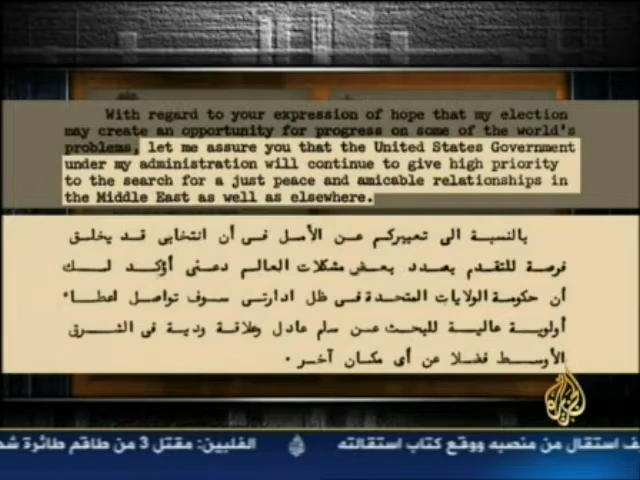 With regard to your expression of hope that my election
may create an opportunity for progress on some of the world's
problems, let me assure you that the United States Government
under my administration will continue to give high priority
to the search for a just peace and amicable relationships in
the Middle East as well as elsewhere.
بالنسبة الى تعبيركم عن الأمل فى أن انتخابى قد يخلق
فرصة للتقدم بصدد بعض مشكلات العالم دعنى أؤكد لك
أن حكومة الولايات المتحدة فى ظل ادارتى سوف تواصل اعطاء
أولوية عالية للبحث عن سلم عادل وعلاقة ودية فى الشرق
الأوسط فضلا عن أى مكان آخر .
الجزيرة
استقال من منصبه ووقع كتاب استقالته
الفلبين: مقتل 3 من طاقم طائرة